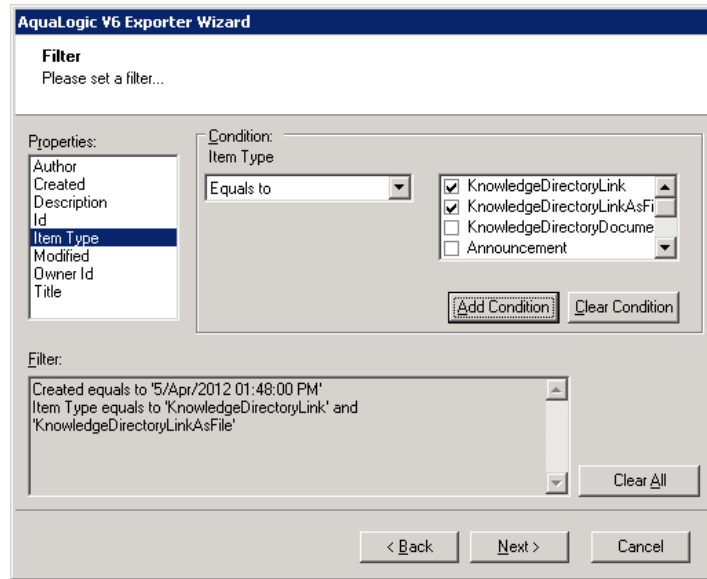 AquaLogic V6 Exporter Wizard
Filter
Please set a filter...
Properties:
Author
Created
Description
Id
Item Type
Modified
Owner Id
Title
Condition:
Item Type
Equals to
KnowledgeDirectoryLink
KnowledgeDirectoryLinkAsFi
KnowledgeDirectoryDocume
Announcement
Add Condition
Clear Condition
Filter:
Created equals to '5/Apr/2012 01:48:00 PM'
Item Type equals to 'KnowledgeDirectoryLink' and
'KnowledgeDirectoryLinkAsFile'
Clear All
< Back
Next >
Cancel